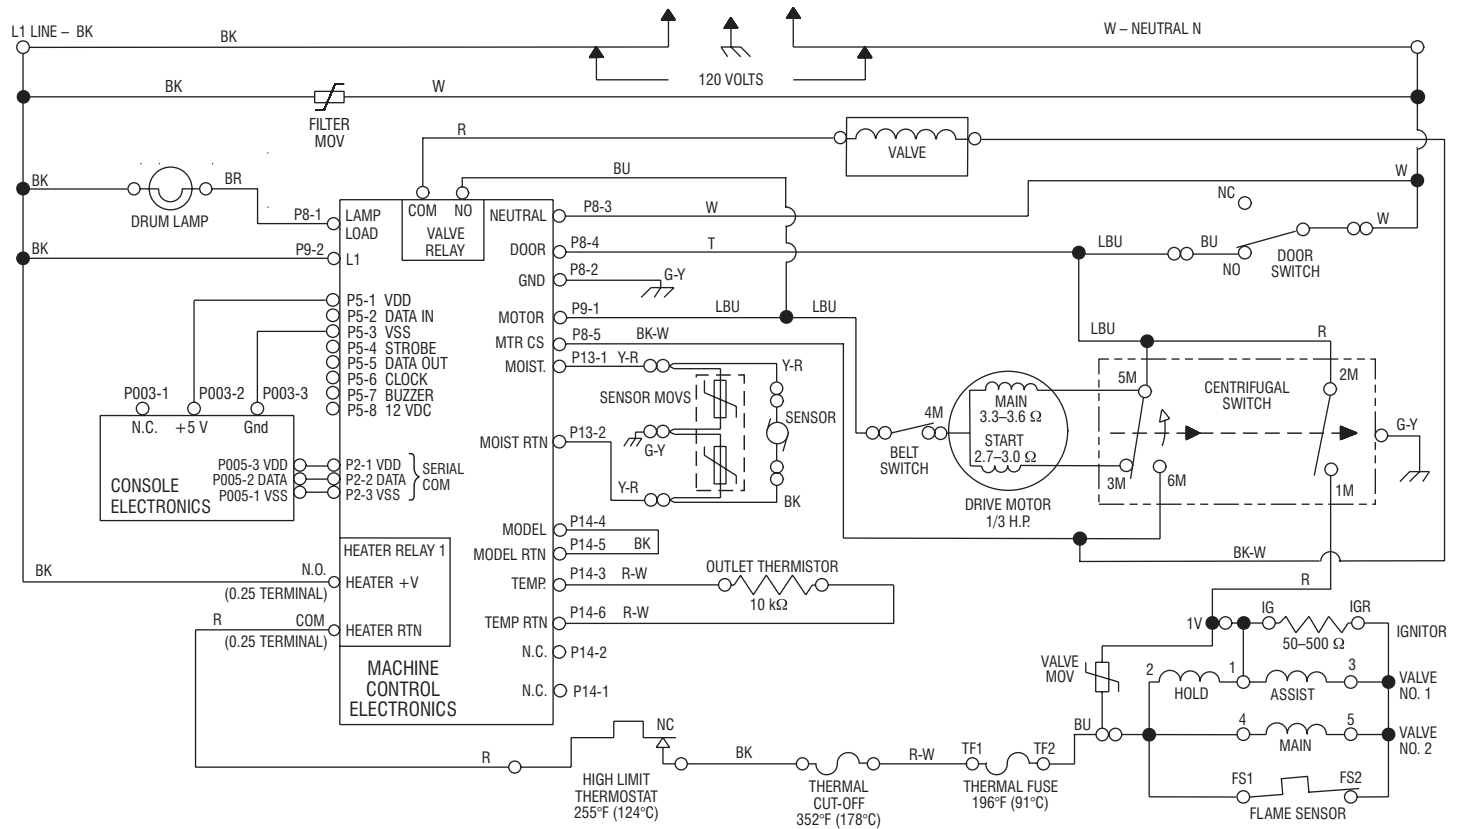 L1 LINE – BK
BK
W – NEUTRAL N
120 VOLTS
BK
W
FILTER
MOV
R
VALVE
BU
W
BK
BR
DRUM LAMP
P8-1
LAMP
LOAD
COM
NO
VALVE
RELAY
NEUTRAL
P8-3
W
NC
W
BK
P9-2
L1
DOOR
P8-4
T
LBU
BU
NO
DOOR
SWITCH
GND
P8-2
G-Y
P5-1 VDD
P5-2 DATA IN
P5-3 VSS
P5-4 STROBE
P5-5 DATA OUT
P5-6 CLOCK
P5-7 BUZZER
P5-8 12 VDC
MOTOR
P9-1
LBU
LBU
MTR CS
P8-5
BK-W
LBU
R
MOIST.
P13-1
Y-R
Y-R
P003-1
P003-2
P003-3
N.C.
+5 V
Gnd
SENSOR MOVS
SENSOR
G-Y
MOIST RTN
P13-2
Y-R
BK
4M
BELT
SWITCH
MAIN
3.3–3.6 Ω
START
2.7–3.0 Ω
DRIVE MOTOR
1/3 H.P.
5M
CENTRIFUGAL
SWITCH
2M
3M
6M
1M
G-Y
CONSOLE
ELECTRONICS
P005-3 VDD
P005-2 DATA
P005-1 VSS
P2-1 VDD
P2-2 DATA
P2-3 VSS
SERIAL
COM
MODEL
P14-4
MODEL RTN
P14-5
BK
BK-W
HEATER RELAY 1
BK
N.O.
(0.25 TERMINAL)
HEATER +V
TEMP.
P14-3
R-W
OUTLET THERMISTOR
10 kΩ
R
R
COM
(0.25 TERMINAL)
HEATER RTN
TEMP RTN
P14-6
R-W
N.C.
P14-2
N.C.
P14-1
MACHINE
CONTROL
ELECTRONICS
1V
IG
IGR
50–500 Ω
IGNITOR
VALVE
MOV
2
HOLD
1
ASSIST
3
VALVE
NO. 1
BU
4
MAIN
5
VALVE
NO. 2
FS1
FS2
FLAME SENSOR
R
NC
HIGH LIMIT
THERMOSTAT
255°F (124°C)
BK
THERMAL
CUT-OFF
352°F (178°C)
R-W
TF1
TF2
THERMAL FUSE
196°F (91°C)